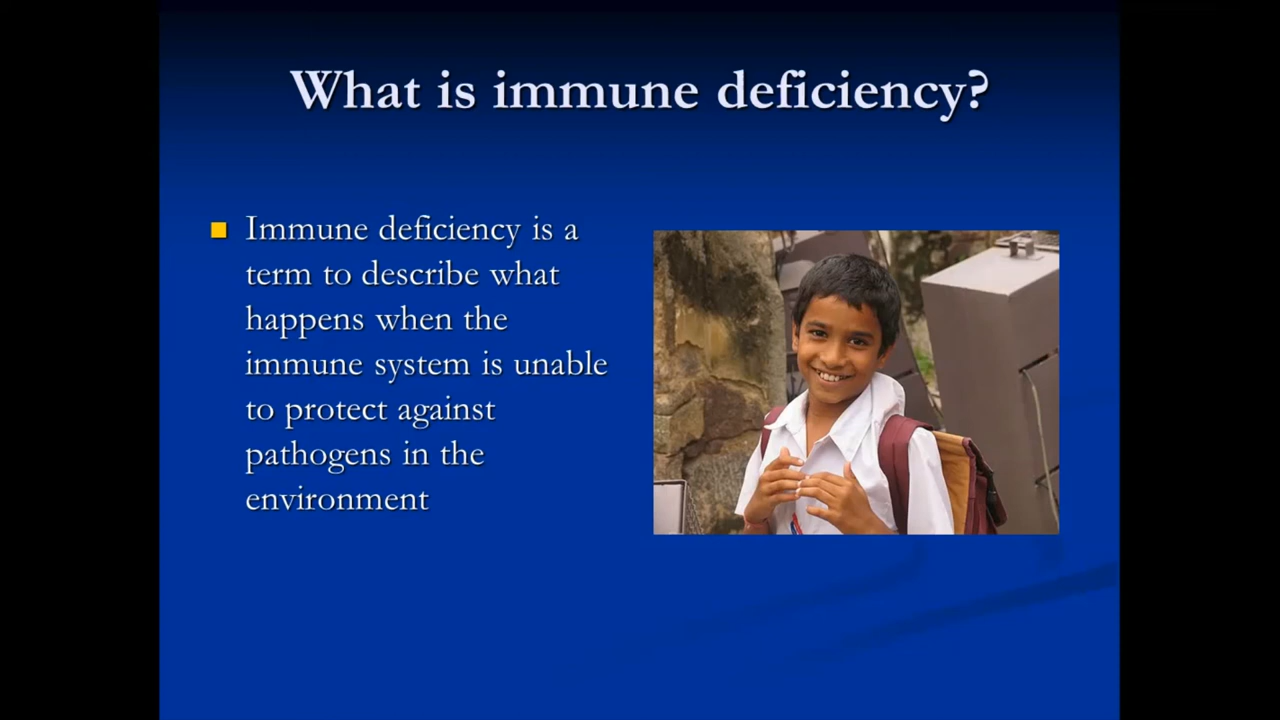 What is immune deficiency?
Immune deficiency is a
term to describe what
happens when the
immune system is unable
to protect against
pathogens in the
environment